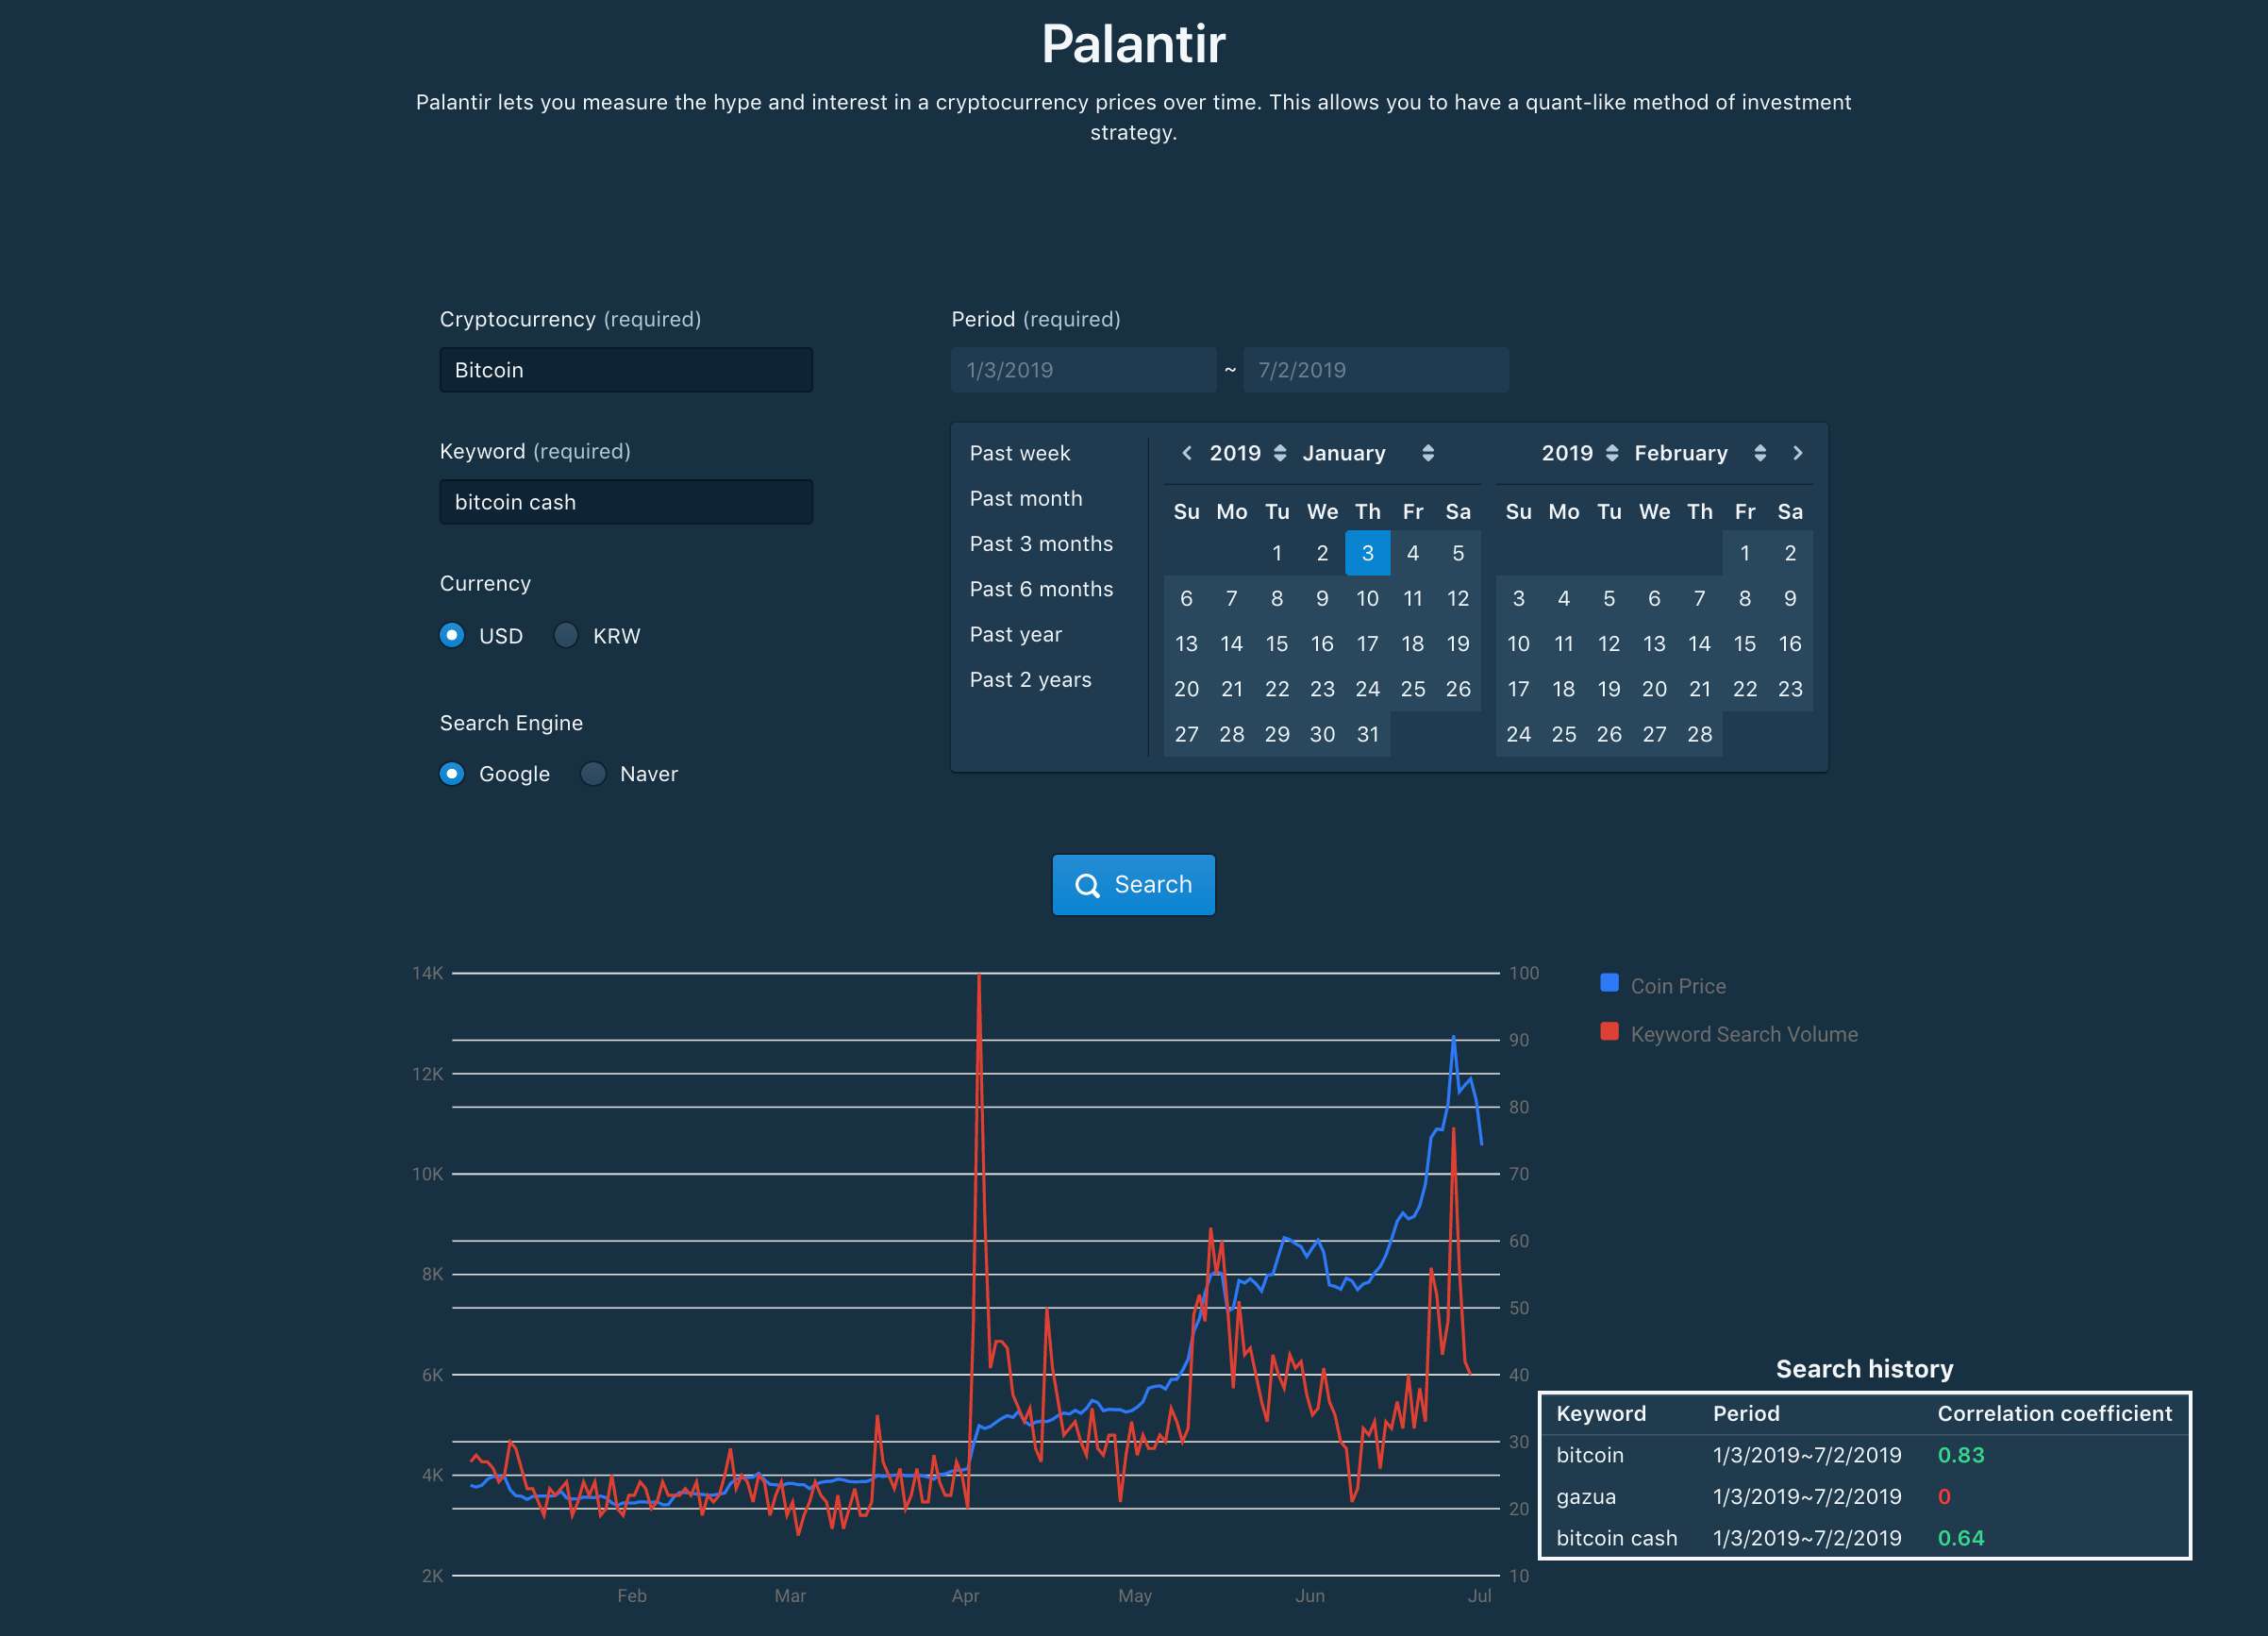 Palantir
Palantir lets you measure the hype and interest in a cryptocurrency prices over time. This allows you to have a quant-like method of investment
strategy.
Cryptocurrency (required)
Bitcoin
Keyword (required)
bitcoin cash
Currency
USD KRW
Search Engine
Google Naver
Period (required)
1/3/2019 ~ 7/2/2019
Past week
Past month
Past 3 months
Past 6 months
Past year
Past 2 years
2019 January
Su Mo Tu We Th Fr Sa
1 2 3 4 5
6 7 8 9 10 11 12
13 14 15 16 17 18 19
20 21 22 23 24 25 26
27 28 29 30 31
2019 February
Su Mo Tu We Th Fr Sa
1 2
3 4 5 6 7 8 9
10 11 12 13 14 15 16
17 18 19 20 21 22 23
24 25 26 27 28
Search
14K
12K
10K
8K
6K
4K
2K
100
90
80
70
60
50
40
30
20
10
Feb Mar Apr May Jun Jul
Coin Price
Keyword Search Volume
Search history
Keyword Period Correlation coefficient
bitcoin 1/3/2019~7/2/2019 0.83
gazua 1/3/2019~7/2/2019 0
bitcoin cash 1/3/2019~7/2/2019 0.64